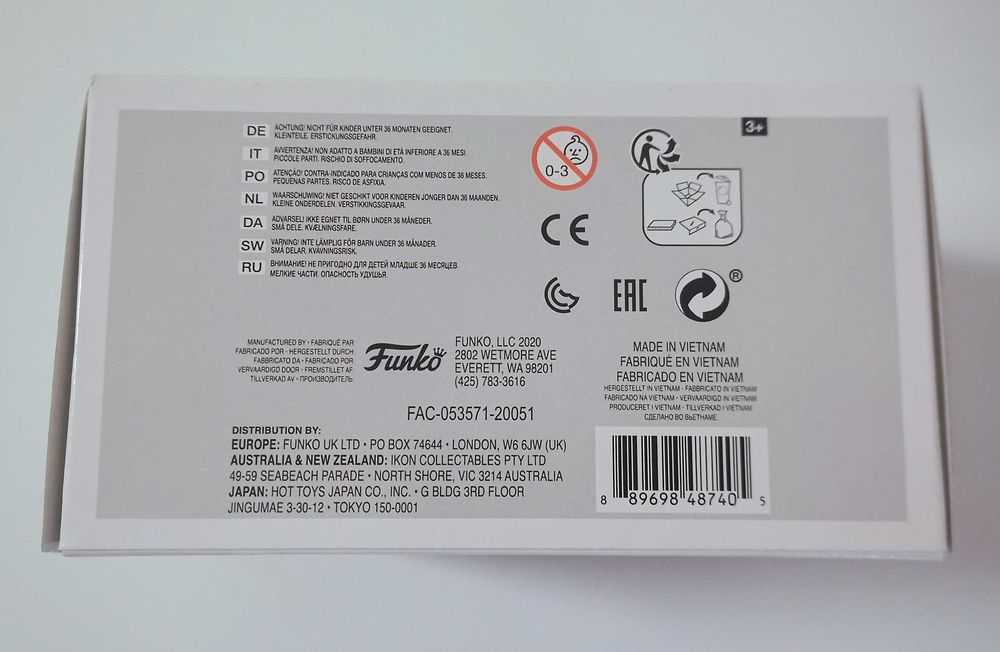 DE ACHTUNG! NICHT FÜR KINDER UNTER 36 MONATEN GEEIGNET.
KLEINTEILE. ERSTICKUNGSGEFAHR.
IT AVVERTENZA! NON ADATTO A BAMBINI DI ETÀ INFERIORE A 36 MESI.
PICCOLE PARTI. RISCHIO DI SOFFOCAMENTO.
PO ATENÇAO! CONTRA-INDICADO PARA CRIANÇAS COM MENOS DE 36 MESES.
PEQUENAS PARTES. RISCO DE ASFIXIA.
NL WAARSCHUWING! NIET GESCHIKT VOOR KINDEREN JONGER DAN 36 MAANDEN.
KLEINE ONDERDELEN. VERSTIKKINGSGEVAAR.
DA ADVARSEL! IKKE EGNET TIL BØRN UNDER 36 MÅNEDER.
SMÅ DELE. KVÆLNINGSFARE.
SW VARNING! INTE LÄMPLIG FÖR BARN UNDER 36 MÅNADER.
SMÅ DELAR. KVAVNINGSRISK.
RU ВНИМАНИЕ! НЕ ПРИГОДНО ДЛЯ ДЕТЕЙ МЛАДШЕ 36 МЕСЯЦЕВ.
МЕЛКИЕ ЧАСТИ. ОПАСНОСТЬ УДУШЬЯ.
0-3
3+
CE
EAC
®
MANUFACTURED BY • FABRIQUÉ PAR
FABRICADO POR • HERGESTELLT DURCH:
FABBRICATO DA • FABRICADO POR
VERVAARDIGD DOOR • FREMSTILLET AF:
TILLVERKAD AV • ПРОИЗВОДИТЕЛЬ:
Funko
FUNKO, LLC 2020
2802 WETMORE AVE
EVERETT, WA 98201
(425) 783-3616
FAC-053571-20051
DISTRIBUTION BY:
EUROPE: FUNKO UK LTD • PO BOX 74644 • LONDON, W6 6JW (UK)
AUSTRALIA & NEW ZEALAND: IKON COLLECTABLES PTY LTD
49-59 SEABEACH PARADE • NORTH SHORE, VIC 3214 AUSTRALIA
JAPAN: HOT TOYS JAPAN CO., INC. • G BLDG 3RD FLOOR
JINGUMAE 3-30-12 • TOKYO 150-0001
MADE IN VIETNAM
FABRIQUÉ EN VIETNAM
FABRICADO EN VIETNAM
HERGESTELLT IN VIETNAM • FABBRICATO IN VIETNAM
FABRICADO NA VIETNAM • VERVAARDIGD IN VIETNAM
PRODUCERET I VIETNAM • TILLVERKAD I VIETNAM
СДЕЛАНО ВО ВЬЕТНАМЕ
8 89698 48740 5